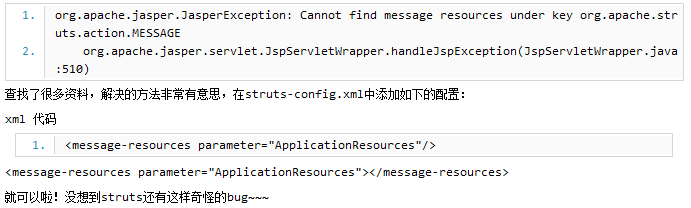 1. org.apache.jasper.JasperException: Cannot find message resources under key org.apache.str
uts.action.MESSAGE
2.     org.apache.jasper.servlet.JspServletWrapper.handleJspException(JspServletWrapper.java
:510)
查找了很多资料，解决的方法非常有意思，在struts-config.xml中添加如下的配置：
xml 代码
1. <message-resources parameter="ApplicationResources"/>
<message-resources parameter="ApplicationResources"></message-resources>
就可以啦！没想到struts还有这样奇怪的bug~~~